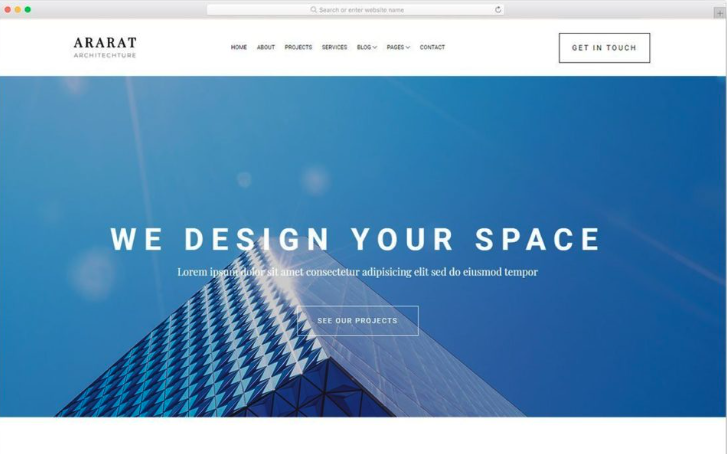 Search or enter website name
ARARAT
ARCHITECHTURE
HOME ABOUT PROJECTS SERVICES BLOG PAGES CONTACT
GET IN TOUCH
WE DESIGN YOUR SPACE
Lorem ipsum dolor sit amet consectetur adipisicing elit sed do eiusmod tempor
SEE OUR PROJECTS